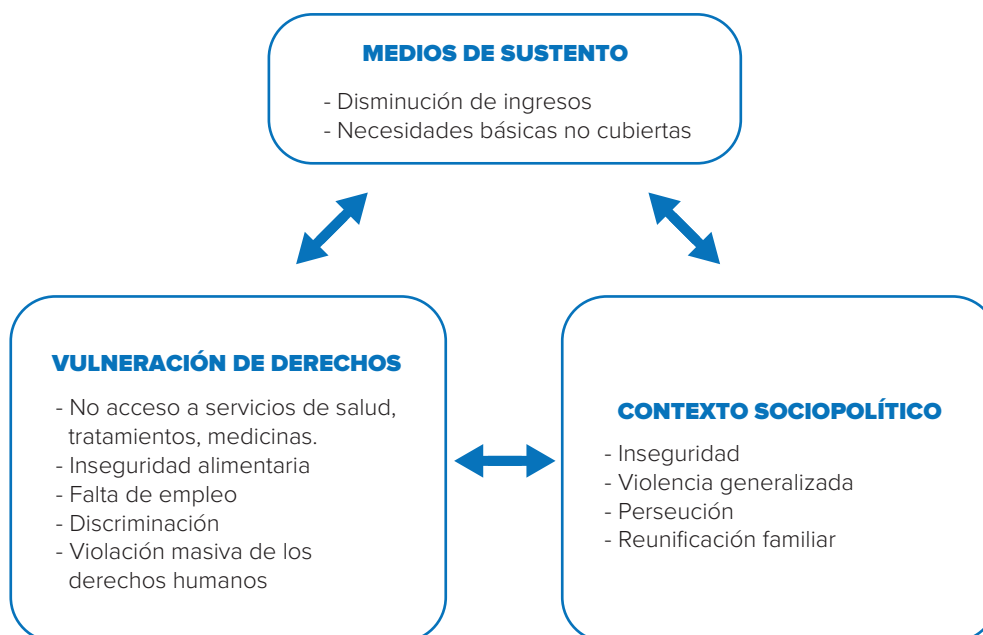 MEDIOS DE SUSTENTO
- Disminución de ingresos
- Necesidades básicas no cubiertas
VULNERACIÓN DE DERECHOS
- No acceso a servicios de salud,
tratamientos, medicinas.
- Inseguridad alimentaria
- Falta de empleo
- Discriminación
- Violación masiva de los
derechos humanos
CONTEXTO SOCIOPOLÍTICO
- Inseguridad
- Violencia generalizada
- Perseución
- Reunificación familiar